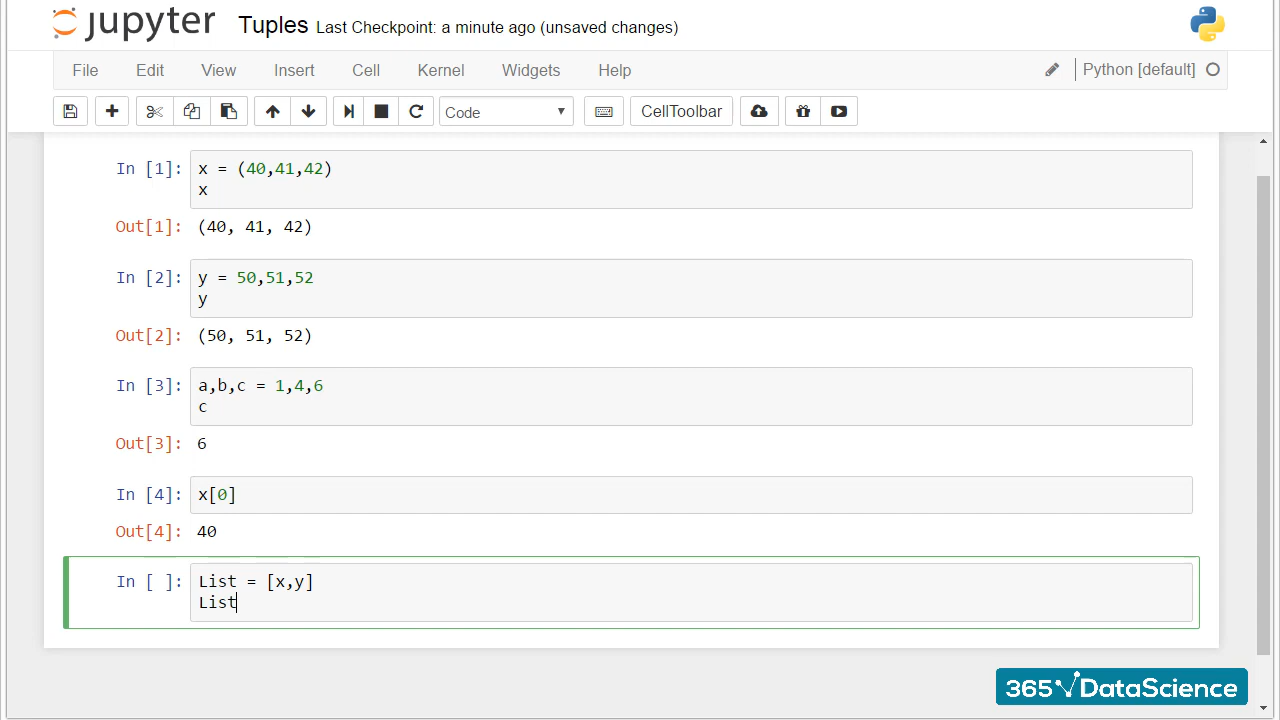 jupyter Tuples Last Checkpoint: a minute ago (unsaved changes)
File Edit View Insert Cell Kernel Widgets Help Python [default]
Code CellToolbar
In [1]: x = (40,41,42)
x
Out[1]: (40, 41, 42)
In [2]: y = 50,51,52
y
Out[2]: (50, 51, 52)
In [3]: a,b,c = 1,4,6
c
Out[3]: 6
In [4]: x[0]
Out[4]: 40
In [ ]: List = [x,y]
List
365 DataScience